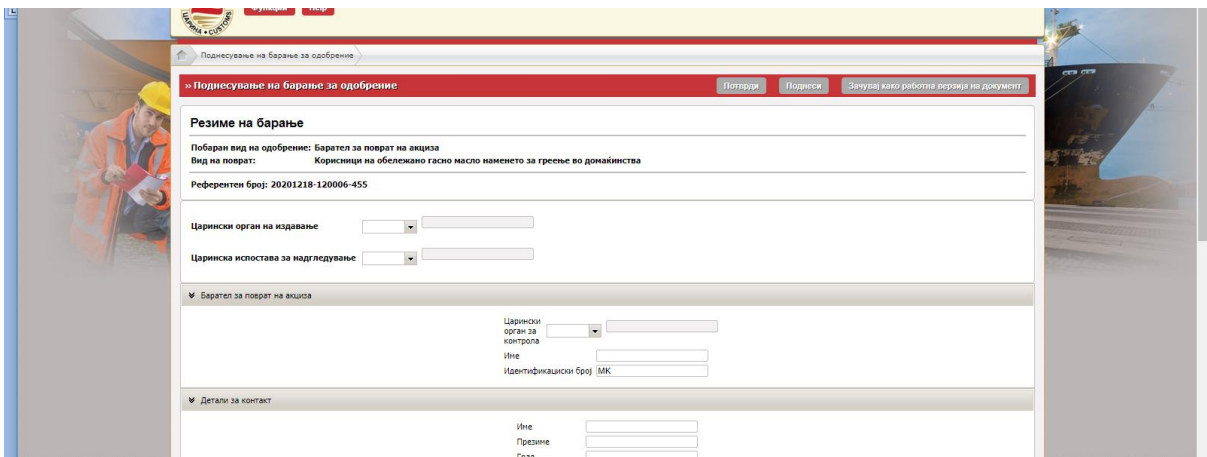 Функции Help
ЦАРИНА • CUSTOMS
Поднесување на барање за одобрение
» Поднесување на барање за одобрение Потврди Поднеси Зачувај како работна верзија на документ
Резиме на барање
Побаран вид на одобрение: Барател за поврат на акциза
Вид на поврат: Корисници на обележано гасно масло наменето за греење во домаќинства
Референтен број: 20201218-120006-455
Царински орган на издавање
Царинска испостава за надгледување
Барател за поврат на акциза
Царински
орган за
контрола
Име
Идентификациски број МК
Детали за контакт
Име
Презиме
Град